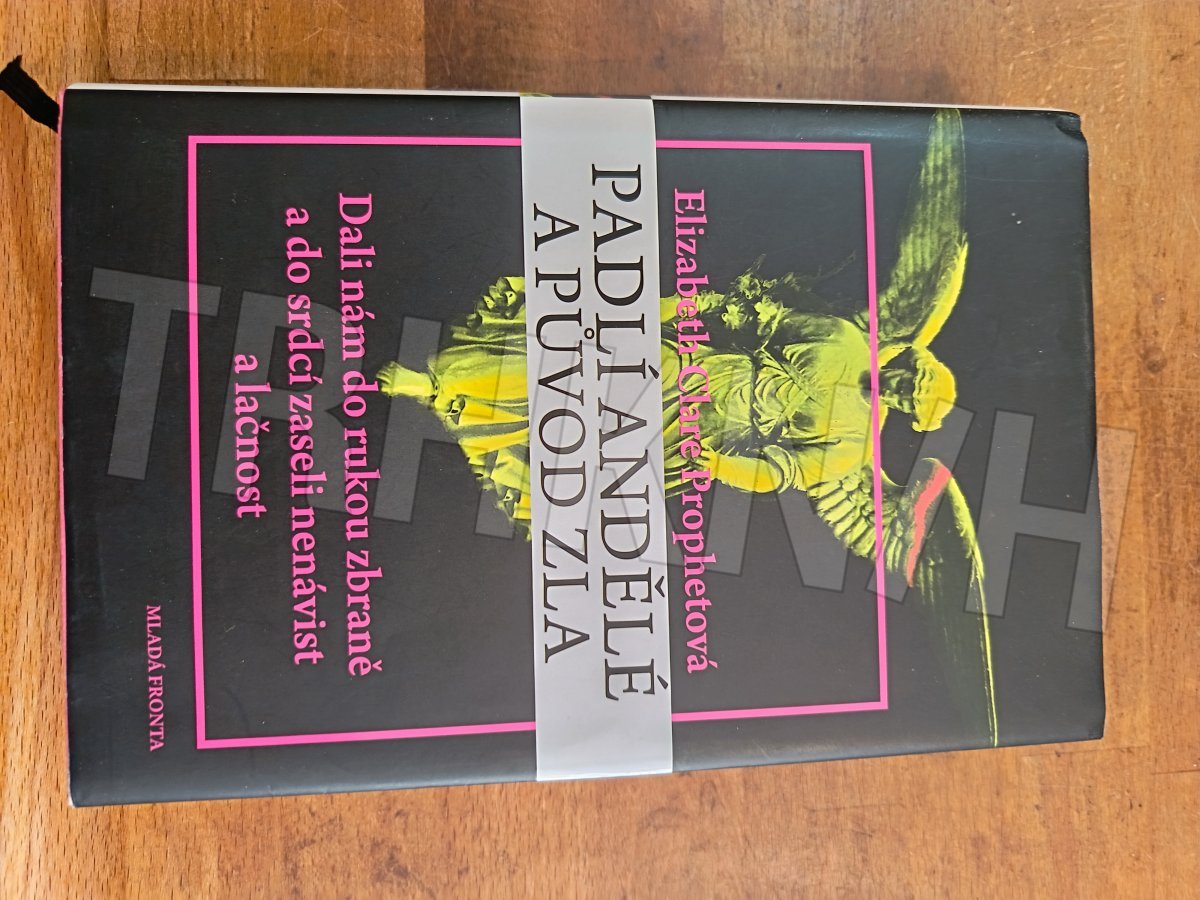 Elizabeth Clare Prophetová
PADLÍ ANDĚLÉ
A PŮVOD ZLA
Dali nám do rukou zbraně
a do srdcí zaseli nenávist
a lačnost
MLADÁ FRONTA
TRHKNIH